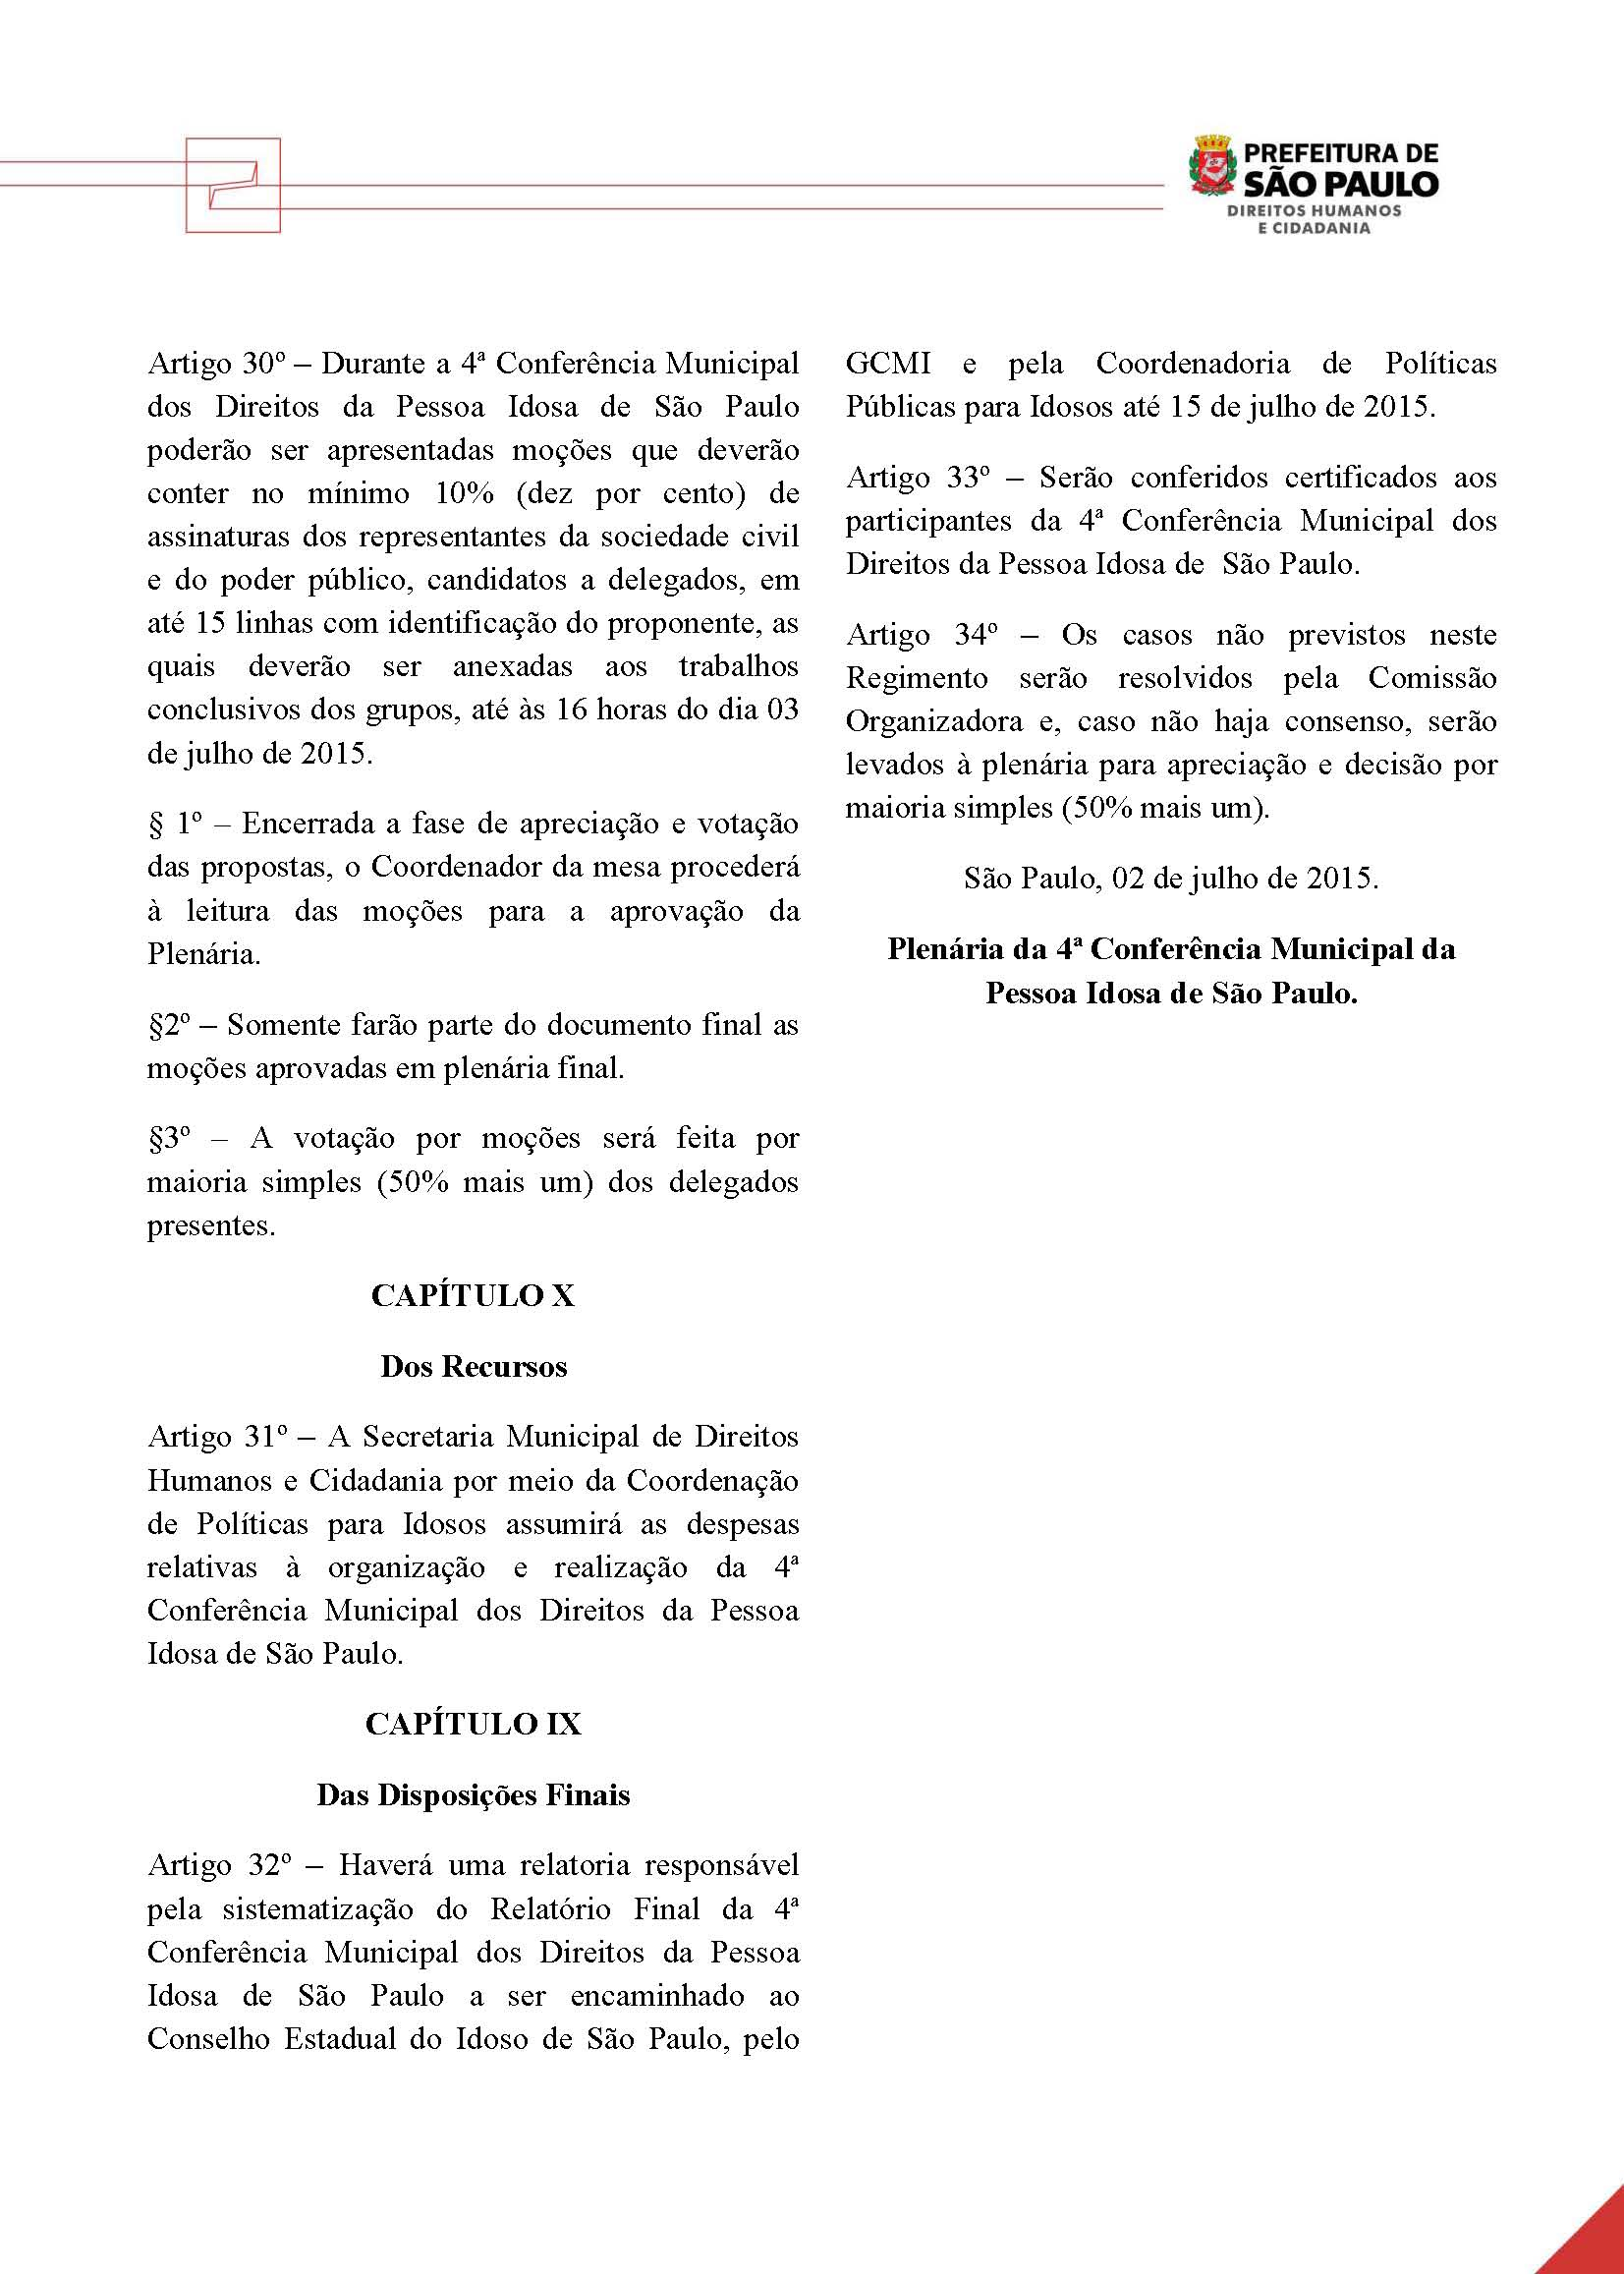 PREFEITURA DE
SÃO PAULO
DIREITOS HUMANOS
E CIDADANIA
Artigo 30º – Durante a 4ª Conferência Municipal
dos Direitos da Pessoa Idosa de São Paulo
poderão ser apresentadas moções que deverão
conter no mínimo 10% (dez por cento) de
assinaturas dos representantes da sociedade civil
e do poder público, candidatos a delegados, em
até 15 linhas com identificação do proponente, as
quais deverão ser anexadas aos trabalhos
conclusivos dos grupos, até às 16 horas do dia 03
de julho de 2015.
§ 1º – Encerrada a fase de apreciação e votação
das propostas, o Coordenador da mesa procederá
à leitura das moções para a aprovação da
Plenária.
§2º – Somente farão parte do documento final as
moções aprovadas em plenária final.
§3º – A votação por moções será feita por
maioria simples (50% mais um) dos delegados
presentes.
CAPÍTULO X
Dos Recursos
Artigo 31º – A Secretaria Municipal de Direitos
Humanos e Cidadania por meio da Coordenação
de Políticas para Idosos assumirá as despesas
relativas à organização e realização da 4ª
Conferência Municipal dos Direitos da Pessoa
Idosa de São Paulo.
CAPÍTULO IX
Das Disposições Finais
Artigo 32º – Haverá uma relatoria responsável
pela sistematização do Relatório Final da 4ª
Conferência Municipal dos Direitos da Pessoa
Idosa de São Paulo a ser encaminhado ao
Conselho Estadual do Idoso de São Paulo, pelo
GCMI e pela Coordenadoria de Políticas
Públicas para Idosos até 15 de julho de 2015.
Artigo 33º – Serão conferidos certificados aos
participantes da 4ª Conferência Municipal dos
Direitos da Pessoa Idosa de São Paulo.
Artigo 34º – Os casos não previstos neste
Regimento serão resolvidos pela Comissão
Organizadora e, caso não haja consenso, serão
levados à plenária para apreciação e decisão por
maioria simples (50% mais um).
São Paulo, 02 de julho de 2015.
Plenária da 4ª Conferência Municipal da
Pessoa Idosa de São Paulo.